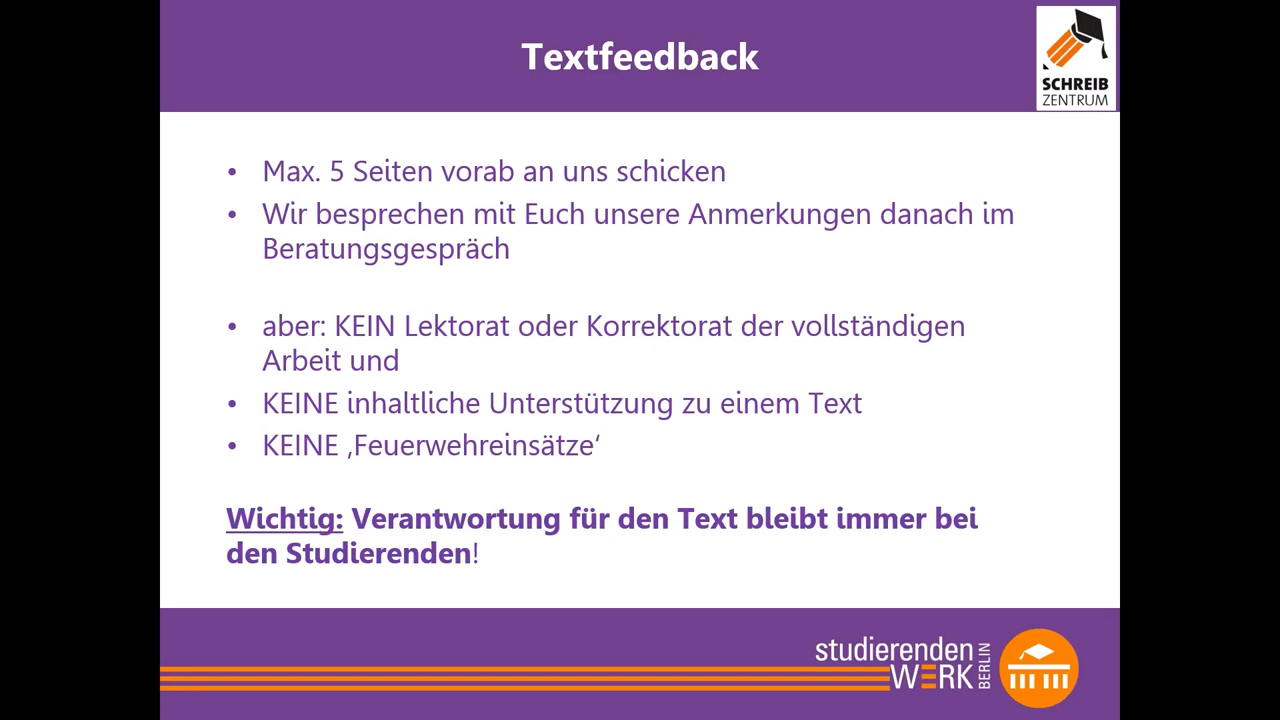 Textfeedback
SCHREIB
ZENTRUM
• Max. 5 Seiten vorab an uns schicken
• Wir besprechen mit Euch unsere Anmerkungen danach im
Beratungsgespräch
• aber: KEIN Lektorat oder Korrektorat der vollständigen
Arbeit und
• KEINE inhaltliche Unterstützung zu einem Text
• KEINE ‚Feuerwehreinsätze‘
Wichtig: Verantwortung für den Text bleibt immer bei
den Studierenden!
studierenden
WERK
BERLIN